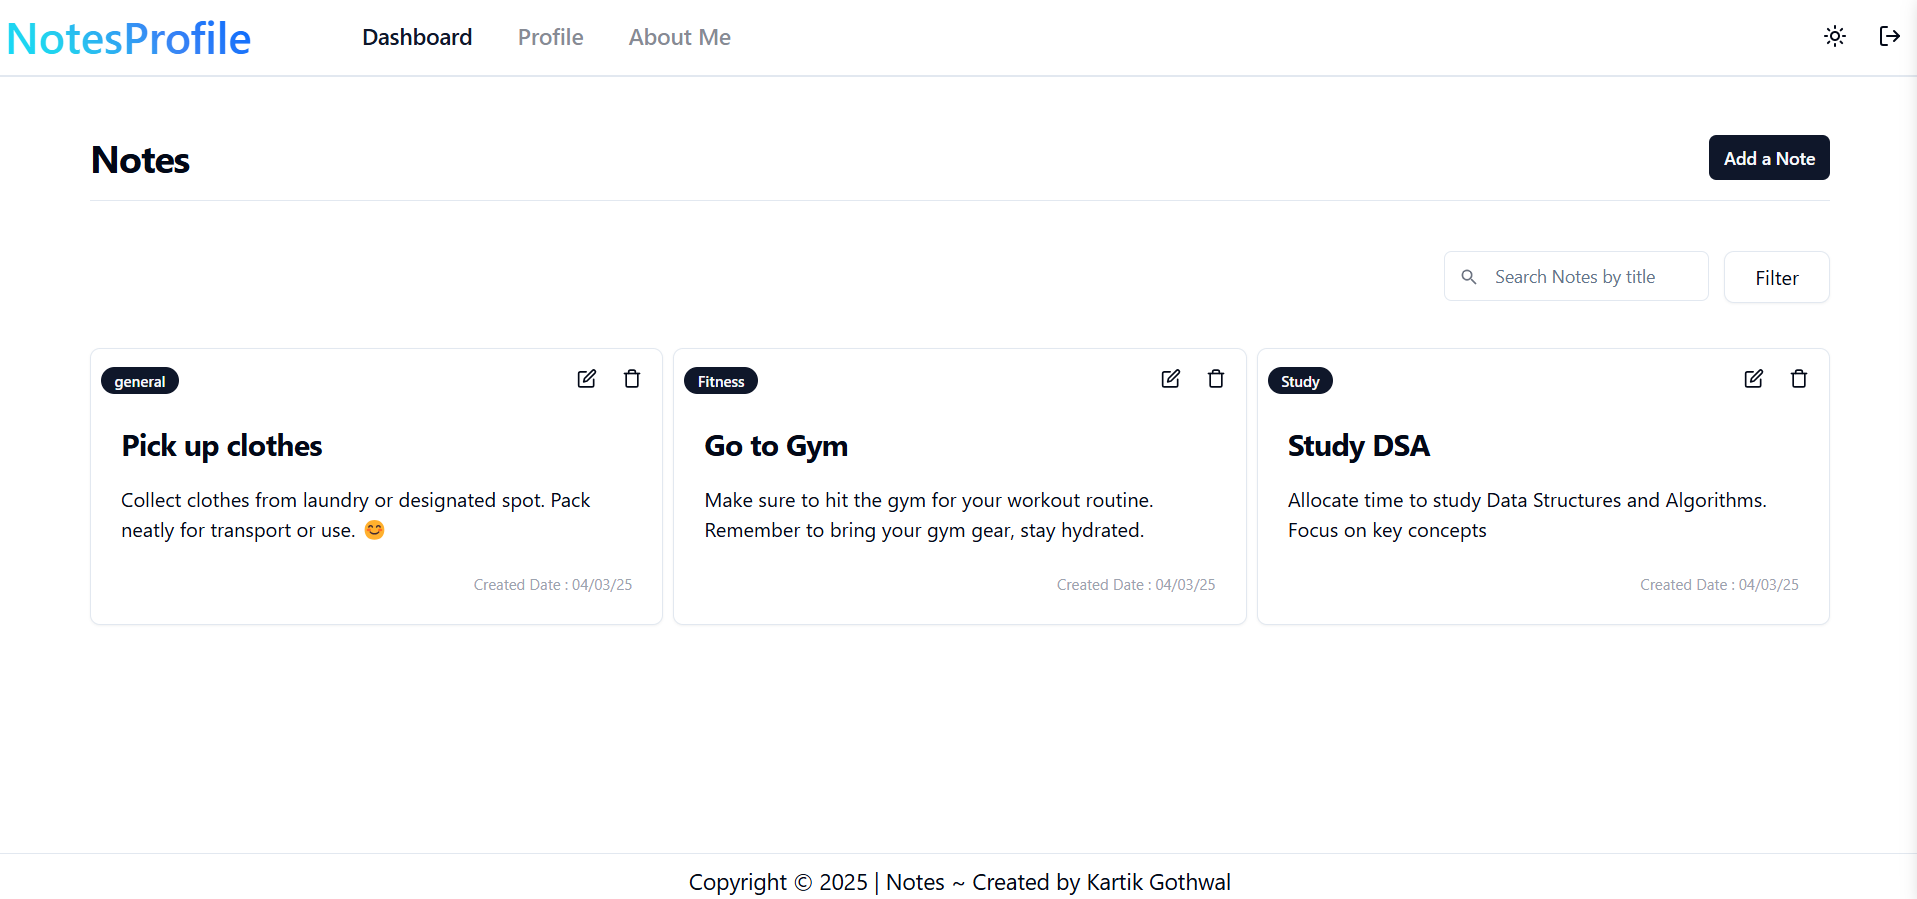 NotesProfile
Dashboard
Profile
About Me
Notes
Add a Note
Search Notes by title
Filter
general
Pick up clothes
Collect clothes from laundry or designated spot. Pack
neatly for transport or use. 😊
Created Date : 04/03/25
Fitness
Go to Gym
Make sure to hit the gym for your workout routine.
Remember to bring your gym gear, stay hydrated.
Created Date : 04/03/25
Study
Study DSA
Allocate time to study Data Structures and Algorithms.
Focus on key concepts
Created Date : 04/03/25
Copyright © 2025 | Notes ~ Created by Kartik Gothwal